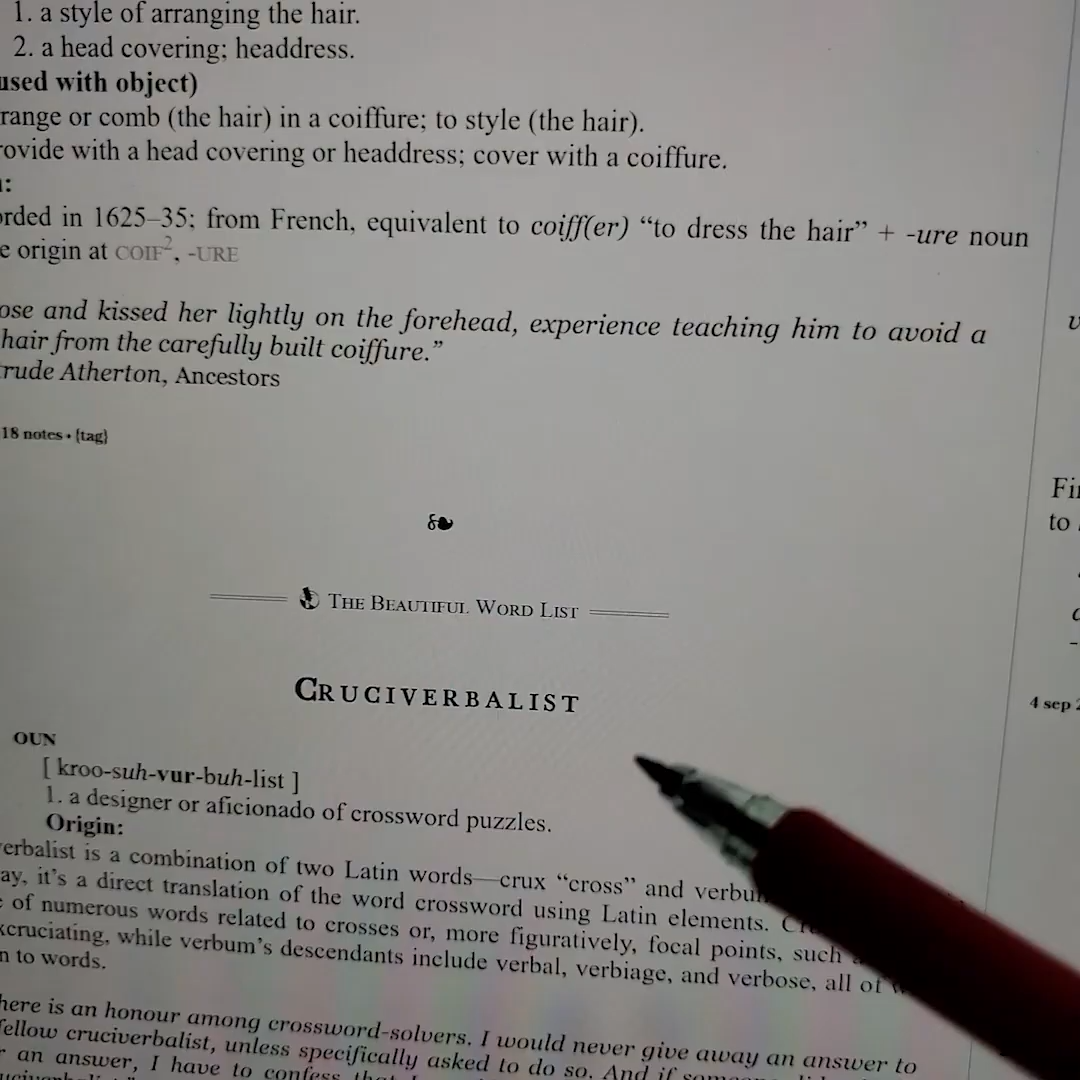 1. a style of arranging the hair.
2. a head covering; headdress.
used with object)
range or comb (the hair) in a coiffure; to style (the hair).
rovide with a head covering or headdress; cover with a coiffure.
:
orded in 1625–35; from French, equivalent to coiff(er) “to dress the hair” + -ure noun
e origin at COIF², -URE
ose and kissed her lightly on the forehead, experience teaching him to avoid a
hair from the carefully built coiffure.”
trude Atherton, Ancestors
18 notes • {tag}
The Beautiful Word List
Cruciverbalist
OUN
[ kroo-suh-vur-buh-list ]
1. a designer or aficionado of crossword puzzles.
Origin:
verbalist is a combination of two Latin words—crux “cross” and verbu
ay, it’s a direct translation of the word crossword using Latin elements.
of numerous words related to crosses or, more figuratively, focal points, such
xcruciating, while verbum’s descendants include verbal, verbiage, and verbose, all of
n to words.
here is an honour among crossword-solvers. I would never give away an answer to
fellow cruciverbalist, unless specifically asked to do so. And if
r an answer, I have to confess that I
Fi
to
4 sep